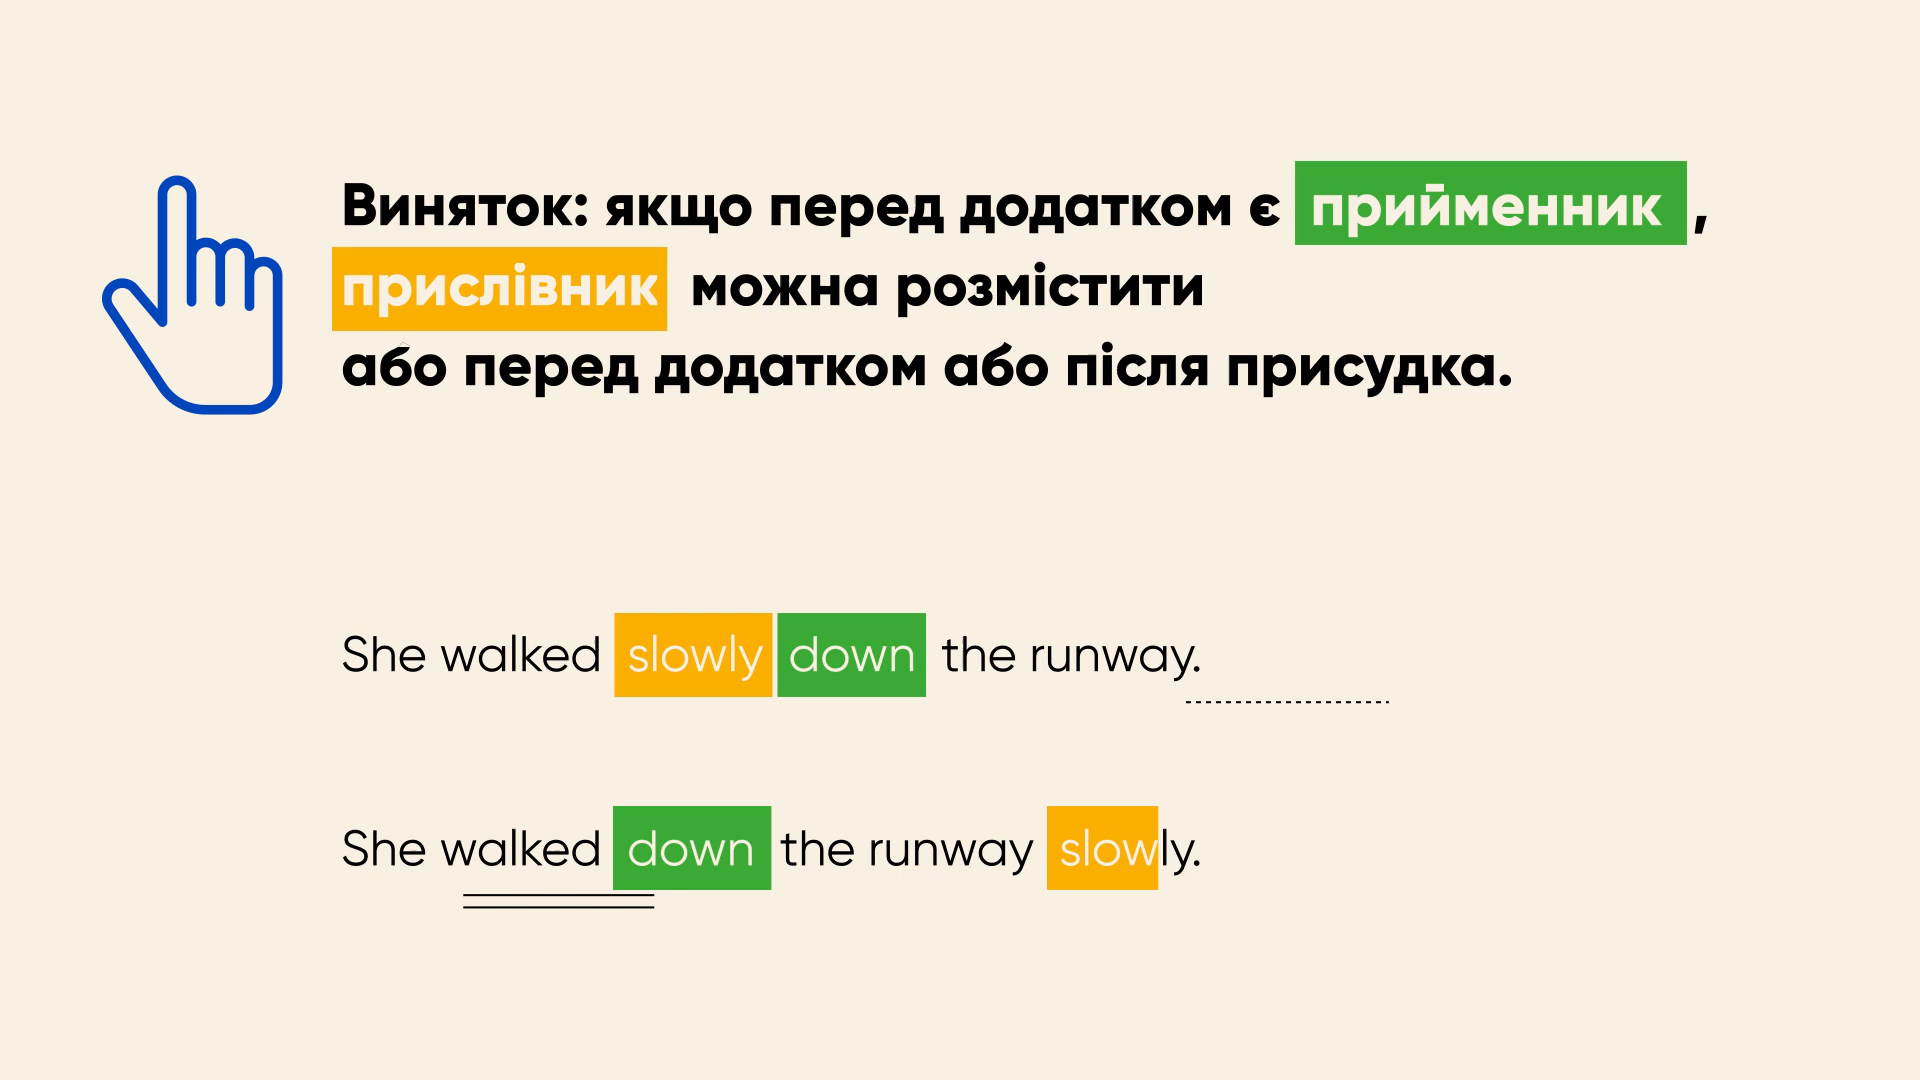 Виняток: якщо перед додатком є прийменник ,
прислівник можна розмістити
або перед додатком або після присудка.
She walked slowly down the runway.
She walked down the runway slowly.